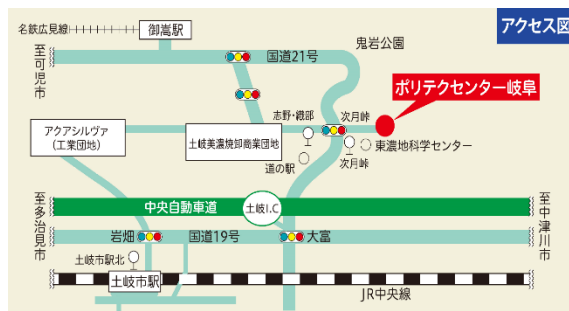 アクセス図
名鉄広見線
御嵩駅
鬼岩公園
至可児市
国道21号
ポリテクセンター岐阜
志野・織部
次月峠
アクアシルヴァ
(工業団地)
土岐美濃焼卸商業団地
道の駅
次月峠
東濃地科学センター
至多治見市
中央自動車道
土岐I.C
至中津川市
岩畑
国道19号
大富
土岐市駅北
土岐市駅
JR中央線